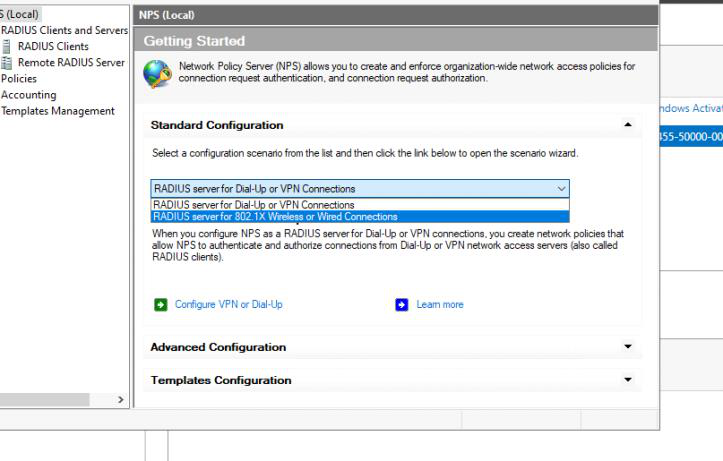 S (Local)
RADIUS Clients and Servers
RADIUS Clients
Remote RADIUS Server
Policies
Accounting
Templates Management
NPS (Local)
Getting Started
Network Policy Server (NPS) allows you to create and enforce organization-wide network access policies for
connection request authentication, and connection request authorization.
Standard Configuration
Select a configuration scenario from the list and then click the link below to open the scenario wizard.
RADIUS server for Dial-Up or VPN Connections
RADIUS server for Dial-Up or VPN Connections
RADIUS server for 802.1X Wireless or Wired Connections
When you configure NPS as a RADIUS server for Dial-Up or VPN connections, you create network policies that
allow NPS to authenticate and authorize connections from Dial-Up or VPN network access servers (also called
RADIUS clients).
Configure VPN or Dial-Up
Learn more
Advanced Configuration
Templates Configuration
ndows Activat
455-50000-00